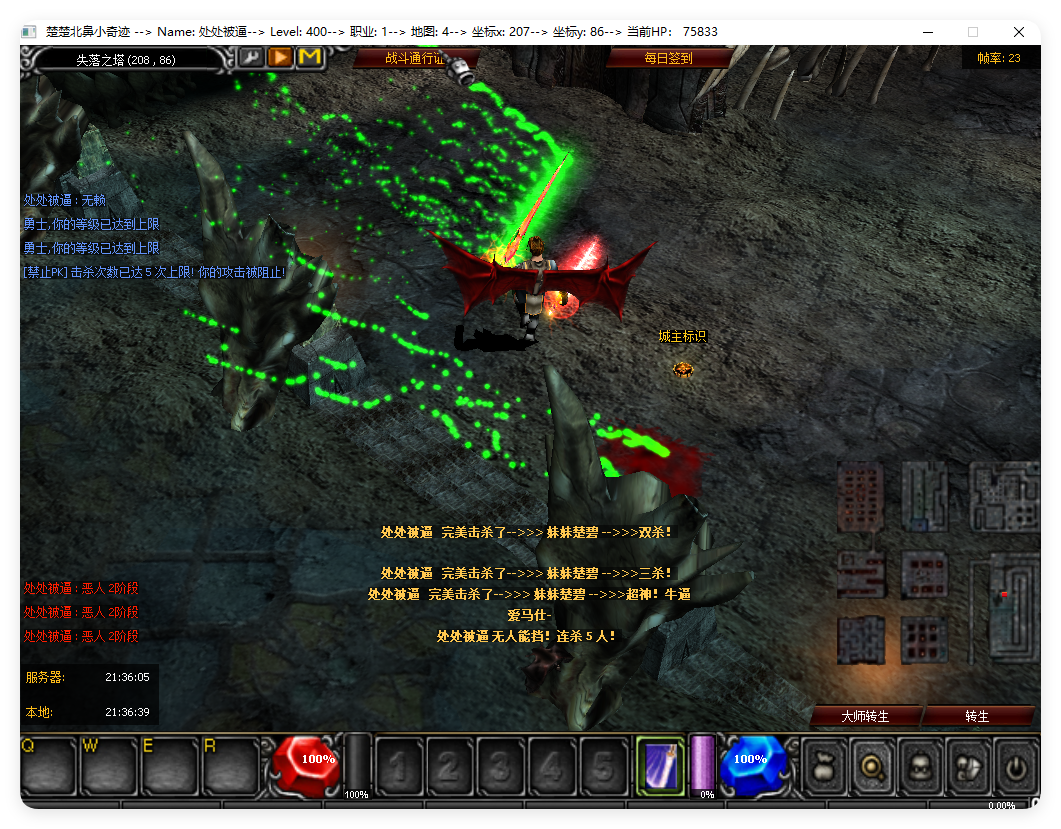 楚楚北鼻小奇迹 --> Name: 处处被逼--> Level: 400--> 职业: 1--> 地图: 4--> 坐标x: 207--> 坐标y: 86--> 当前HP： 75833
失落之塔 (208 , 86)
M
战斗通行证
每日签到
帧率: 23
处处被逼 : 无赖
勇士,你的等级已达到上限
勇士,你的等级已达到上限
[禁止PK] 击杀次数已达 5 次上限! 你的攻击被阻止!
城主标识
处处被逼 完美击杀了-->>> 妹妹楚碧 -->>>双杀！
处处被逼 完美击杀了-->>> 妹妹楚碧 -->>>三杀！
处处被逼 完美击杀了-->>> 妹妹楚碧 -->>>超神！牛逼
爱马仕-
处处被逼 无人能挡！连杀 5 人！
处处被逼 : 恶人 2阶段
处处被逼 : 恶人 2阶段
处处被逼 : 恶人 2阶段
服务器: 21:36:05
本地: 21:36:39
大师转生 转生
Q W E R
100%
100%
1 2 3 4 5
0%
100%
0.00%